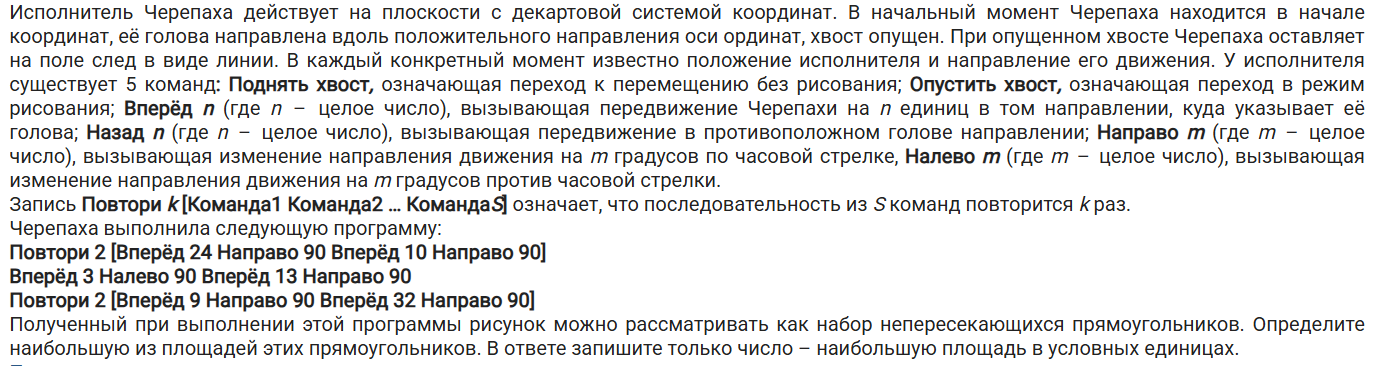 Исполнитель Черепаха действует на плоскости с декартовой системой координат. В начальный момент Черепаха находится в начале
координат, её голова направлена вдоль положительного направления оси ординат, хвост опущен. При опущенном хвосте Черепаха оставляет
на поле след в виде линии. В каждый конкретный момент известно положение исполнителя и направление его движения. У исполнителя
существует 5 команд: Поднять хвост, означающая переход к перемещению без рисования; Опустить хвост, означающая переход в режим
рисования; Вперёд n (где n – целое число), вызывающая передвижение Черепахи на n единиц в том направлении, куда указывает её
голова; Назад n (где n – целое число), вызывающая передвижение в противоположном голове направлении; Направо m (где m – целое
число), вызывающая изменение направления движения на m градусов по часовой стрелке, Налево m (где m – целое число), вызывающая
изменение направления движения на m градусов против часовой стрелки.
Запись Повтори k [Команда1 Команда2 … КомандаS] означает, что последовательность из S команд повторится k раз.
Черепаха выполнила следующую программу:
Повтори 2 [Вперёд 24 Направо 90 Вперёд 10 Направо 90]
Вперёд 3 Налево 90 Вперёд 13 Направо 90
Повтори 2 [Вперёд 9 Направо 90 Вперёд 32 Направо 90]
Полученный при выполнении этой программы рисунок можно рассматривать как набор непересекающихся прямоугольников. Определите
наибольшую из площадей этих прямоугольников. В ответе запишите только число – наибольшую площадь в условных единицах.